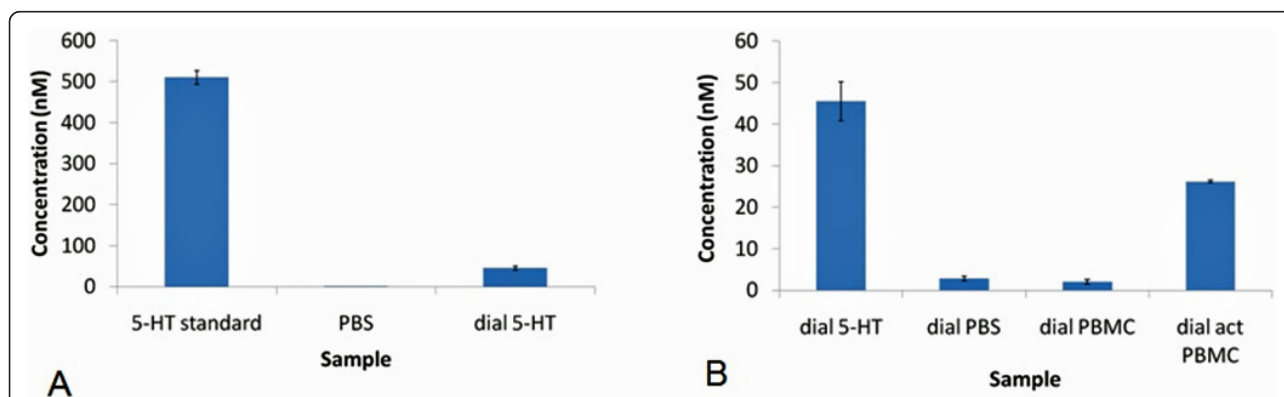 600
500
400
300
200
100
0
Concentration (nM)
5-HT standard PBS dial 5-HT
Sample
A
60
50
40
30
20
10
0
Concentration (nM)
dial 5-HT dial PBS dial PBMC dial act
PBMC
Sample
B